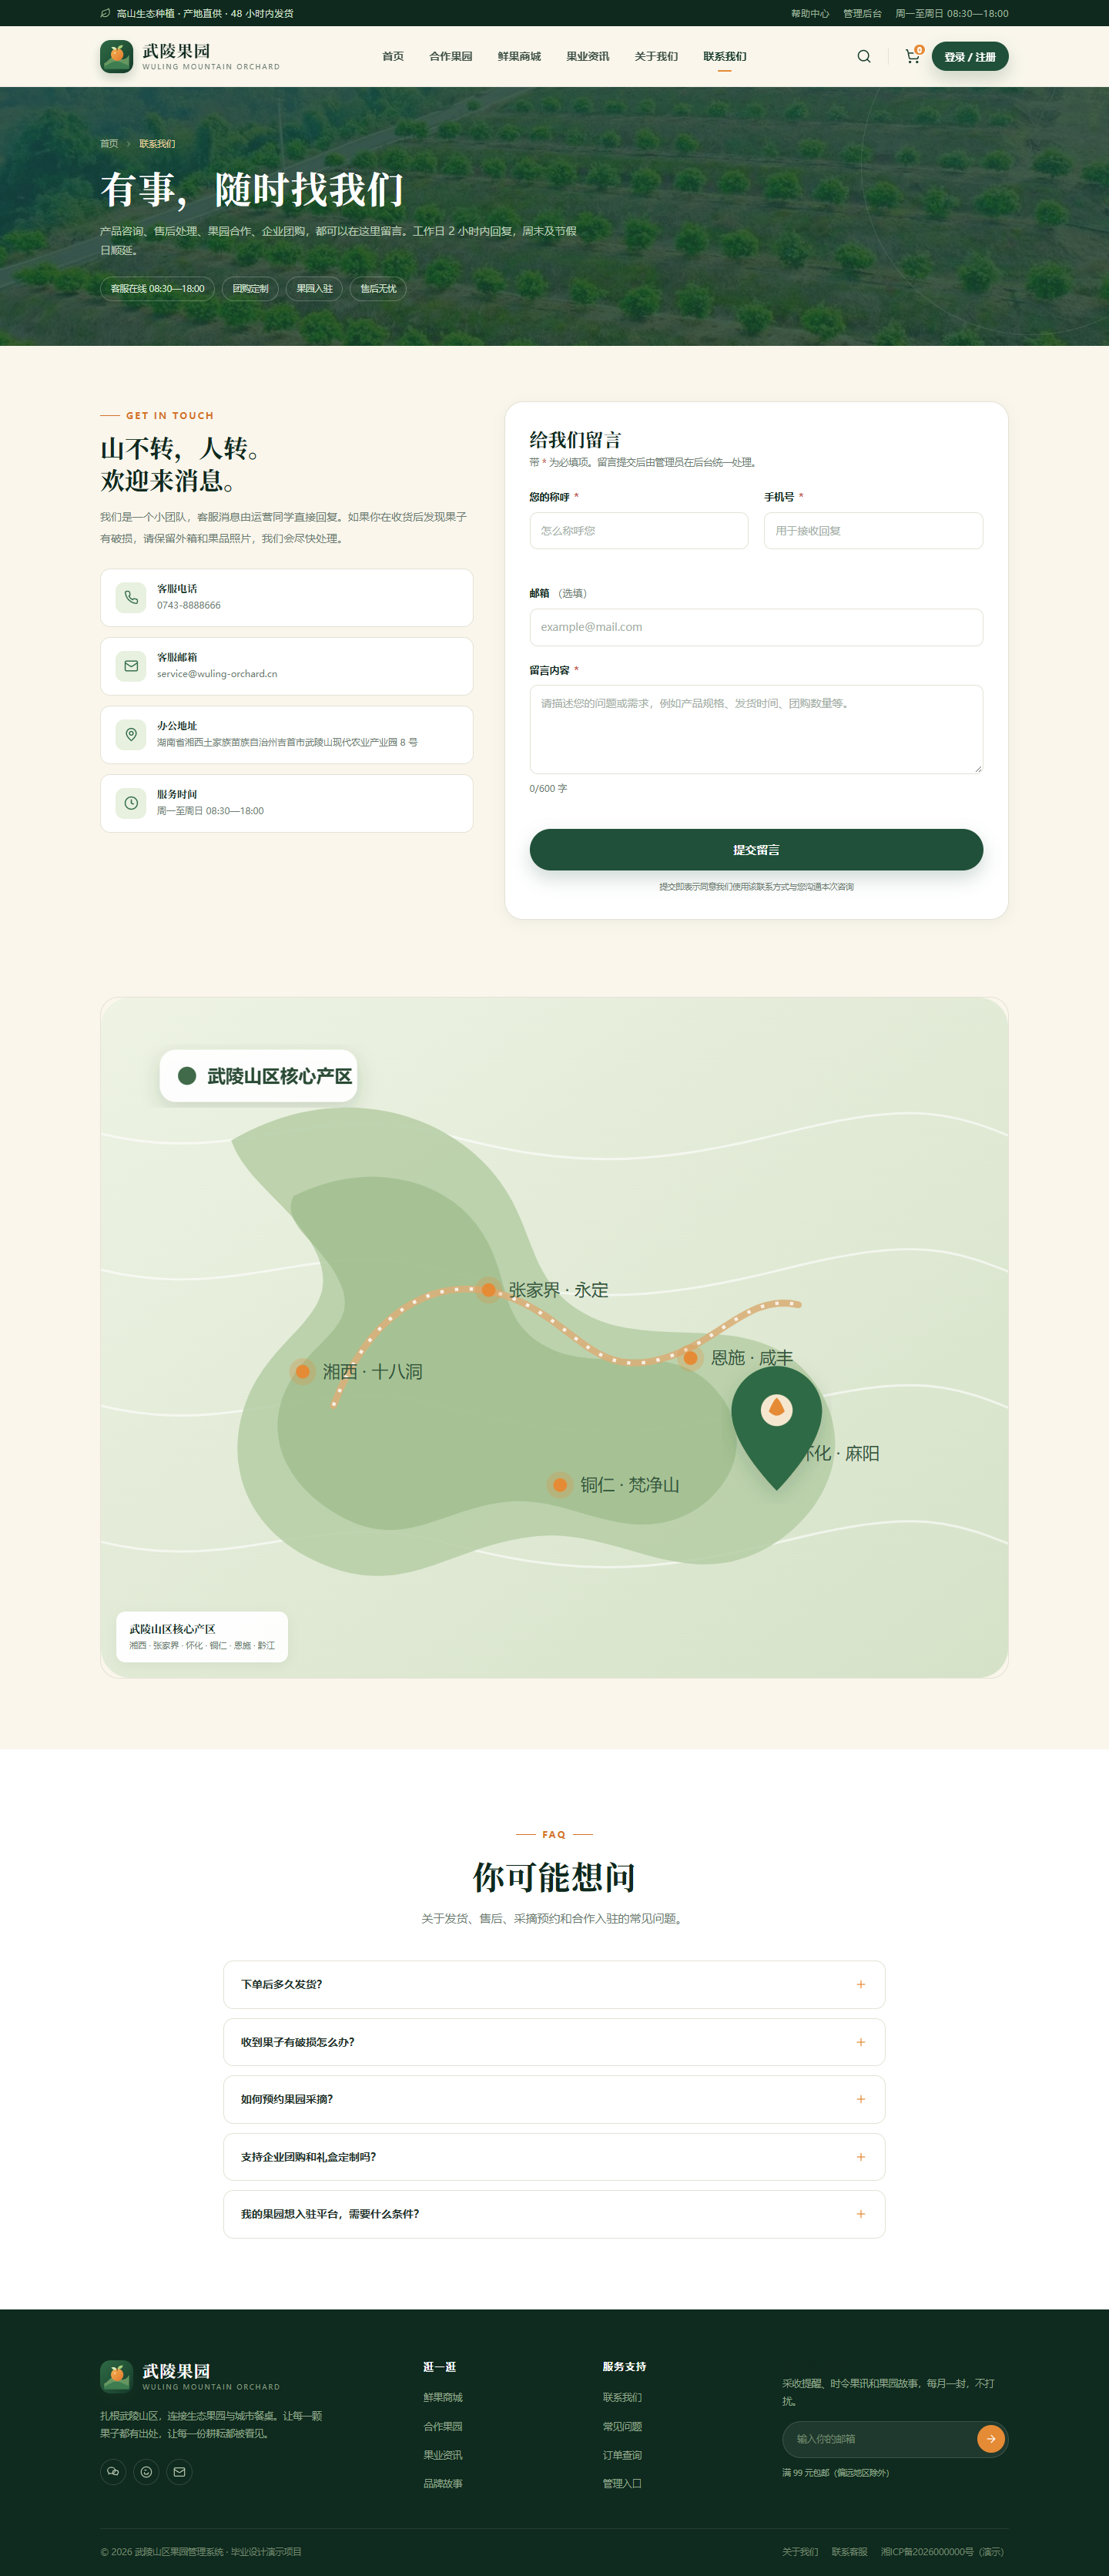 高山生态种植 · 产地直供 · 48 小时内发货
帮助中心 管理后台 周一至周日 08:30—18:00
武陵果园
WULING MOUNTAIN ORCHARD
首页 合作果园 鲜果商城 果业资讯 关于我们 联系我们
0
登录 / 注册
首页 › 联系我们
有事，随时找我们
产品咨询、售后处理、果园合作、企业团购，都可以在这里留言。工作日 2 小时内回复，周末及节假
日顺延。
客服在线 08:30—18:00 团购定制 果园入驻 售后无忧
GET IN TOUCH
山不转，人转。
欢迎来消息。
我们是一个小团队，客服消息由运营同学直接回复。如果你在收货后发现果子
有破损，请保留外箱和果品照片，我们会尽快处理。
客服电话
0743-8888666
客服邮箱
service@wuling-orchard.cn
办公地址
湖南省湘西土家族苗族自治州吉首市武陵山现代农业产业园 8 号
服务时间
周一至周日 08:30—18:00
给我们留言
带 * 为必填项。留言提交后由管理员在后台统一处理。
您的称呼 *
怎么称呼您
手机号 *
用于接收回复
邮箱 （选填）
example@mail.com
留言内容 *
请描述您的问题或需求，例如产品规格、发货时间、团购数量等。
0/600 字
提交留言
提交即表示同意我们使用该联系方式与您沟通本次咨询
武陵山区核心产区
张家界 · 永定
恩施 · 咸丰
湘西 · 十八洞
怀化 · 麻阳
铜仁 · 梵净山
武陵山区核心产区
湘西 · 张家界 · 怀化 · 铜仁 · 恩施 · 黔江
FAQ
你可能想问
关于发货、售后、采摘预约和合作入驻的常见问题。
下单后多久发货？
收到果子有破损怎么办？
如何预约果园采摘？
支持企业团购和礼盒定制吗？
我的果园想入驻平台，需要什么条件？
武陵果园
WULING MOUNTAIN ORCHARD
扎根武陵山区，连接生态果园与城市餐桌。让每一颗
果子都有出处，让每一份耕耘都被看见。
逛一逛
鲜果商城
合作果园
果业资讯
品牌故事
服务支持
联系我们
常见问题
订单查询
管理入口
采收提醒、时令果讯和果园故事，每月一封，不打
扰。
输入你的邮箱
满 99 元包邮（偏远地区除外）
© 2026 武陵山区果园管理系统 · 毕业设计演示项目
关于我们 联系客服 湘ICP备2026000000号（演示）